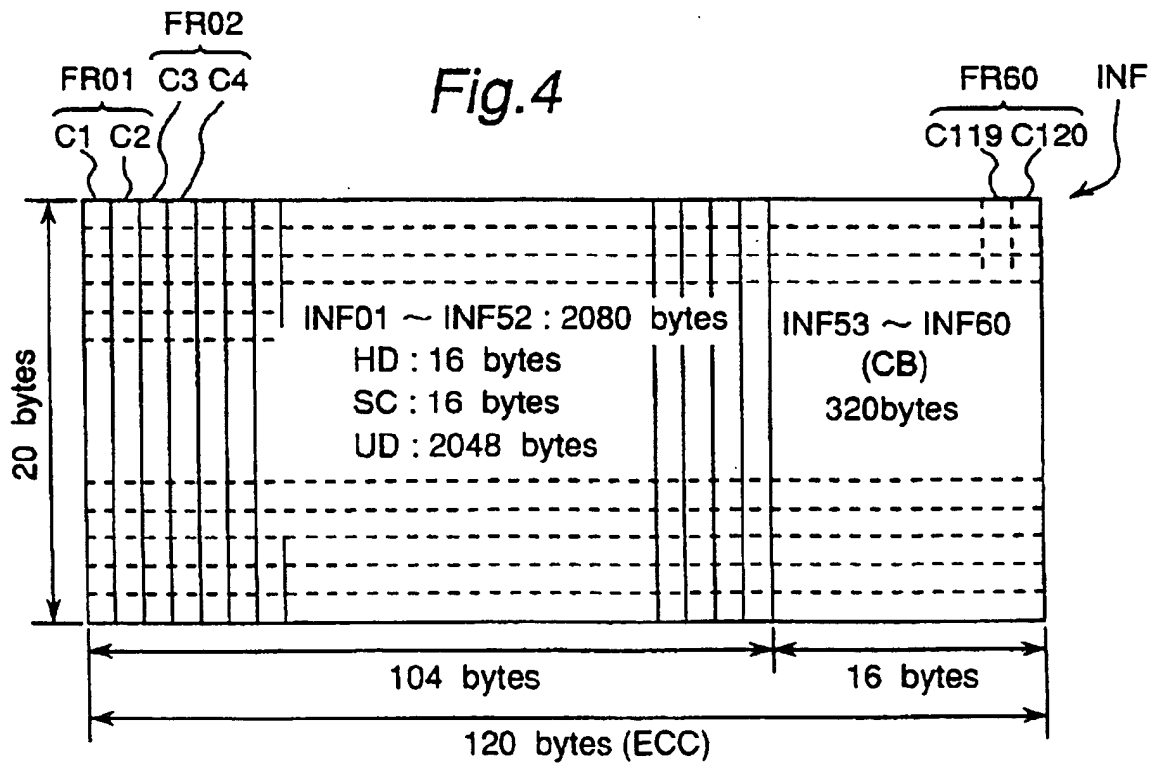 FR02
FR01 C3 C4
C1 C2
Fig.4
FR60
C119 C120
INF
20 bytes
INF01 ~ INF52 : 2080 bytes
HD : 16 bytes
SC : 16 bytes
UD : 2048 bytes
INF53 ~ INF60
(CB)
320bytes
104 bytes
16 bytes
120 bytes (ECC)